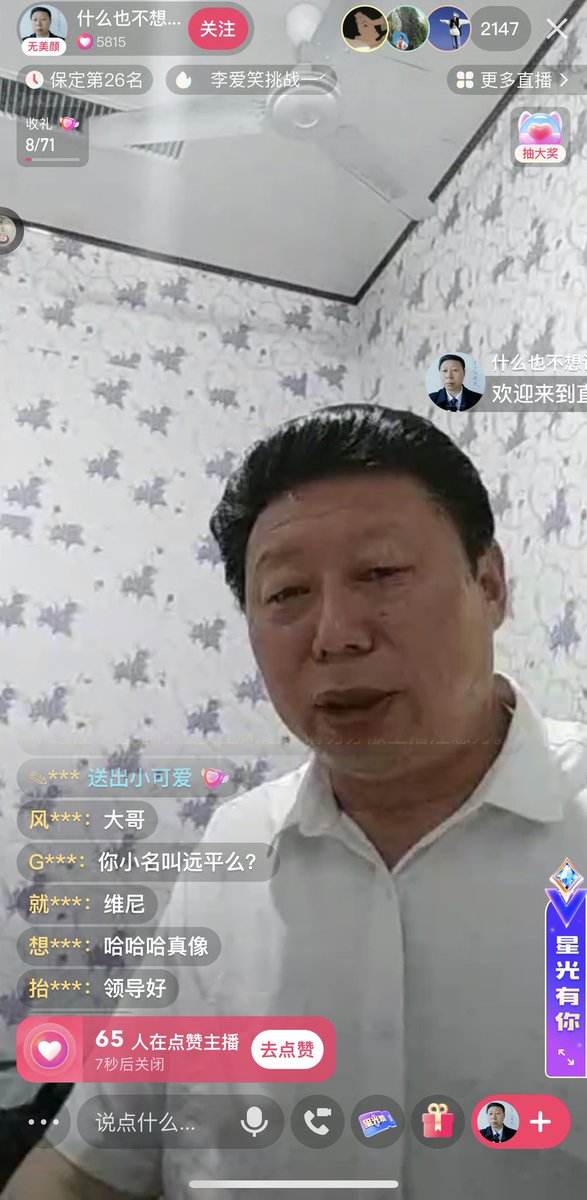 什么也不想...
5815
关注
2147
无美颜
保定第26名
李爱笑挑战一
更多直播
收礼
8/71
抽大奖
什么也不想
欢迎来到
*** 送出小可爱
风***：大哥
G***：你小名叫远平么？
就***：维尼
想***：哈哈哈真像
抬***：领导好
星光有你
65 人在点赞主播
7秒后关闭
去点赞
说点什么...